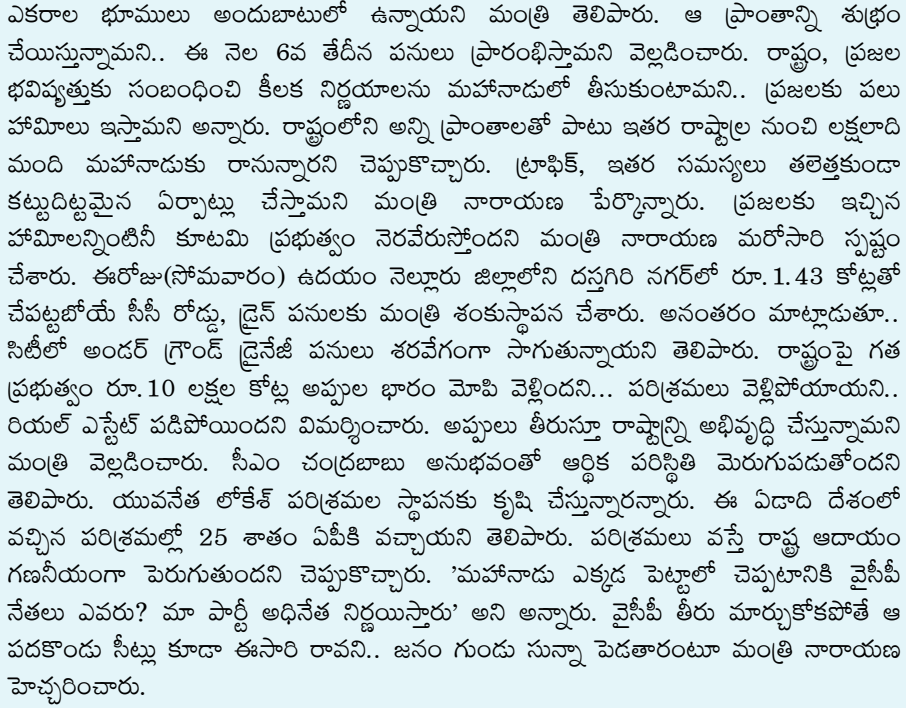 ఎకరాల భూములు అందుబాటులో ఉన్నాయని మంత్రి తెలిపారు. ఆ ప్రాంతాన్ని శుభ్రం
చేయిస్తున్నామని.. ఈ నెల 6వ తేదీన పనులు ప్రారంభిస్తామని వెల్లడించారు. రాష్ట్రం, ప్రజల
భవిష్యత్తుకు సంబంధించి కీలక నిర్ణయాలను మహానాడులో తీసుకుంటామని.. ప్రజలకు పలు
హామీలు ఇస్తామని అన్నారు. రాష్ట్రంలోని అన్ని ప్రాంతాలతో పాటు ఇతర రాష్ట్రాల నుంచి లక్షలాది
మంది మహానాడుకు రానున్నారని చెప్పుకొచ్చారు. ట్రాఫిక్, ఇతర సమస్యలు తలెత్తకుండా
కట్టుదిట్టమైన ఏర్పాట్లు చేస్తామని మంత్రి నారాయణ పేర్కొన్నారు. ప్రజలకు ఇచ్చిన
హామీలన్నింటినీ కూటమి ప్రభుత్వం నెరవేరుస్తోందని మంత్రి నారాయణ మరోసారి స్పష్టం
చేశారు. ఈరోజు(సోమవారం) ఉదయం నెల్లూరు జిల్లాలోని దస్తగిరి నగర్‌లో రూ.1.43 కోట్లతో
చేపట్టబోయే సీసీ రోడ్డు, డ్రైన్ పనులకు మంత్రి శంకుస్థాపన చేశారు. అనంతరం మాట్లాడుతూ..
సిటీలో అండర్ గ్రౌండ్ డ్రైనేజీ పనులు శరవేగంగా సాగుతున్నాయని తెలిపారు. రాష్ట్రంపై గత
ప్రభుత్వం రూ.10 లక్షల కోట్ల అప్పుల భారం మోపి వెళ్లిందని... పరిశ్రమలు వెళ్లిపోయాయని..
రియల్ ఎస్టేట్ పడిపోయిందని విమర్శించారు. అప్పులు తీరుస్తూ రాష్ట్రాన్ని అభివృద్ధి చేస్తున్నామని
మంత్రి వెల్లడించారు. సీఎం చంద్రబాబు అనుభవంతో ఆర్థిక పరిస్థితి మెరుగుపడుతోందని
తెలిపారు. యువనేత లోకేశ్ పరిశ్రమల స్థాపనకు కృషి చేస్తున్నారన్నారు. ఈ ఏడాది దేశంలో
వచ్చిన పరిశ్రమల్లో 25 శాతం ఏపీకి వచ్చాయని తెలిపారు. పరిశ్రమలు వస్తే రాష్ట్ర ఆదాయం
గణనీయంగా పెరుగుతుందని చెప్పుకొచ్చారు. 'మహానాడు ఎక్కడ పెట్టాలో చెప్పటానికి వైసీపీ
నేతలు ఎవరు? మా పార్టీ అధినేత నిర్ణయిస్తారు' అని అన్నారు. వైసీపీ తీరు మార్చుకోకపోతే ఆ
పదకొండు సీట్లు కూడా ఈసారి రావని.. జనం గుండు సున్నా పెడతారంటూ మంత్రి నారాయణ
హెచ్చరించారు.